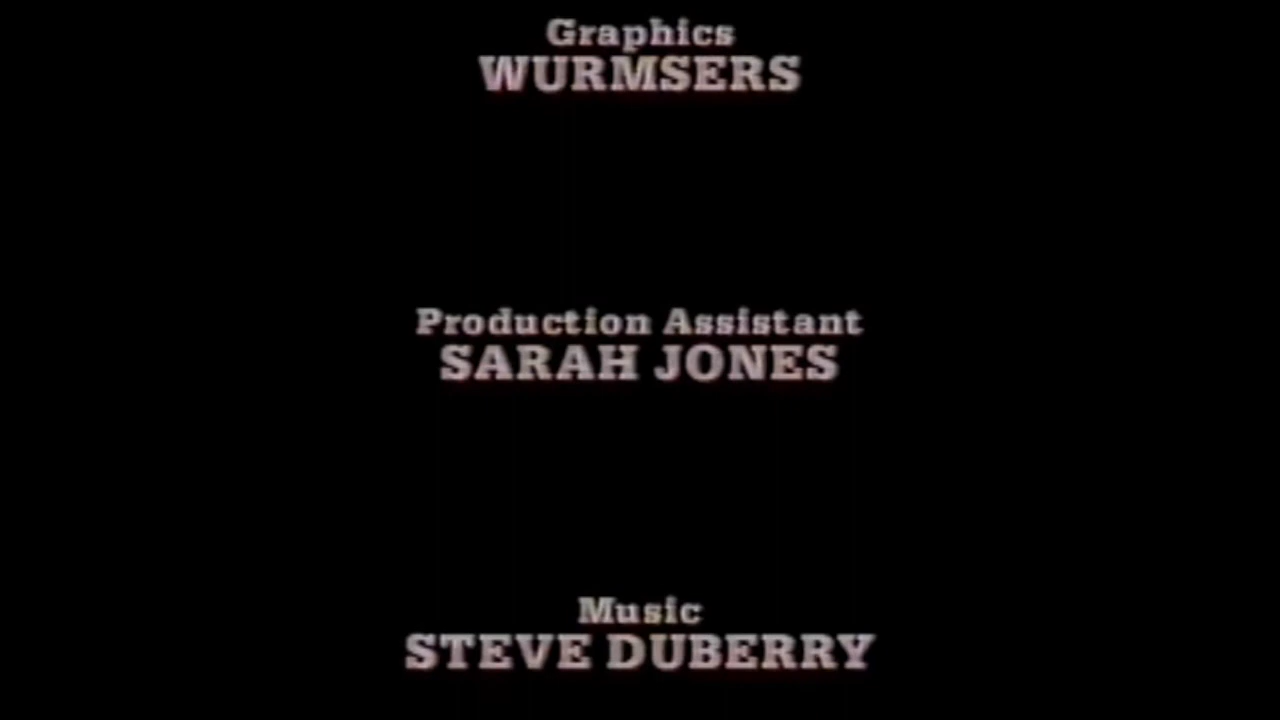 Graphics
WURMSERS
Production Assistant
SARAH JONES
Music
STEVE DUBERRY